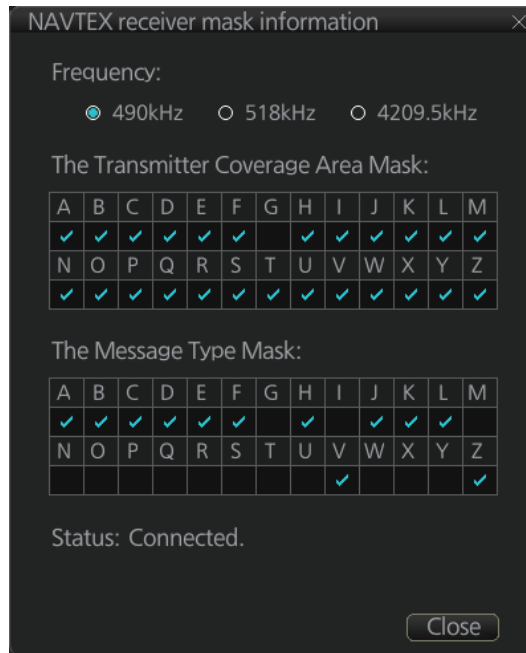 NAVTEX receiver mask information
Frequency:
490kHz 518kHz 4209.5kHz
The Transmitter Coverage Area Mask:
A B C D E F G H I J K L M
✓ ✓ ✓ ✓ ✓ ✓ ✓ ✓ ✓ ✓ ✓ ✓
N O P Q R S T U V W X Y Z
✓ ✓ ✓ ✓ ✓ ✓ ✓ ✓ ✓ ✓ ✓ ✓ ✓
The Message Type Mask:
A B C D E F G H I J K L M
✓ ✓ ✓ ✓ ✓ ✓ ✓ ✓ ✓ ✓
N O P Q R S T U V W X Y Z
✓ ✓
Status: Connected.
Close